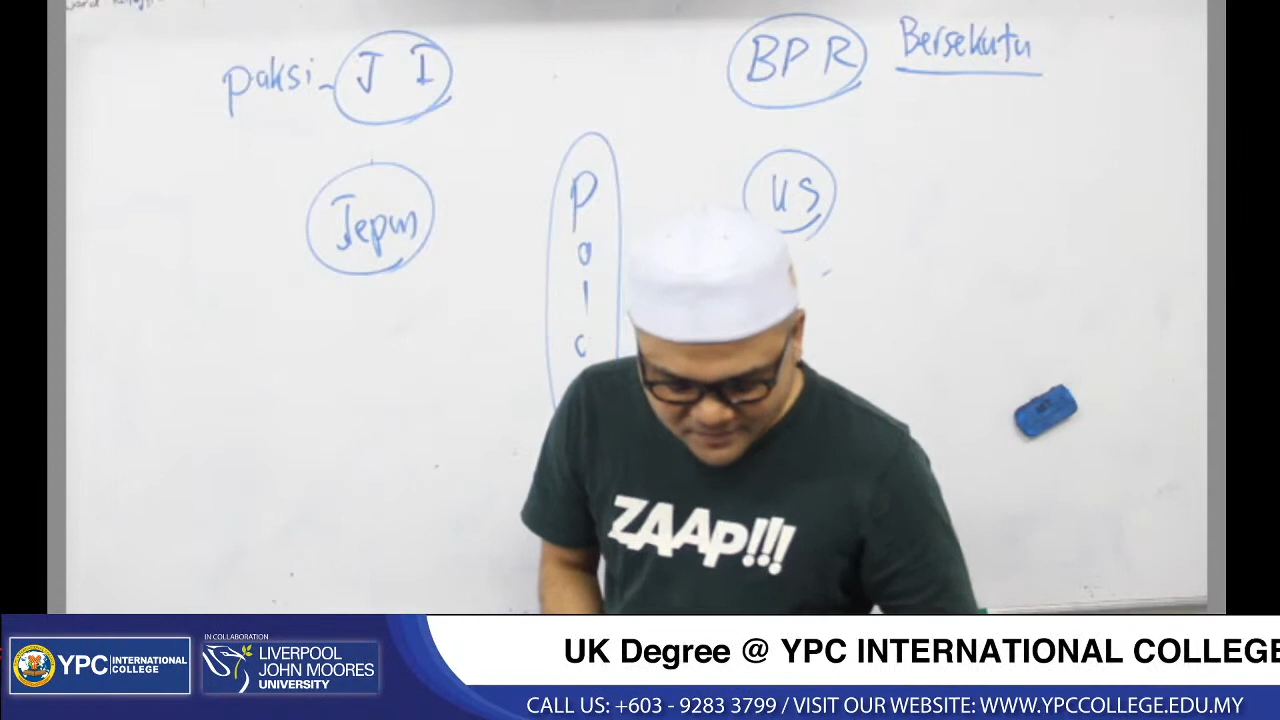 Paksi - J I
BPR
Bersekutu
Jepun
US
P
o
l
c
ZAAP!!!
YPC INTERNATIONAL COLLEGE
IN COLLABORATION
LIVERPOOL
JOHN MOORES
UNIVERSITY
UK Degree @ YPC INTERNATIONAL COLLEGE
CALL US: +603 - 9283 3799 / VISIT OUR WEBSITE: WWW.YPCCOLLEGE.EDU.MY